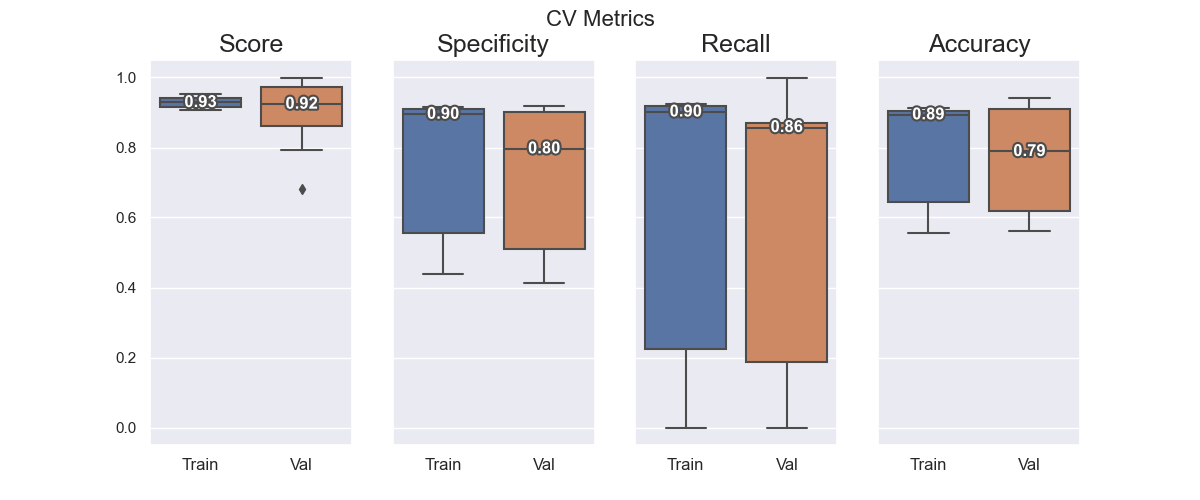 CV Metrics
Score Specificity Recall Accuracy
1.0
0.8
0.6
0.4
0.2
0.0
0.93 0.92 0.90 0.80 0.90 0.86 0.89 0.79
Train Val Train Val Train Val Train Val